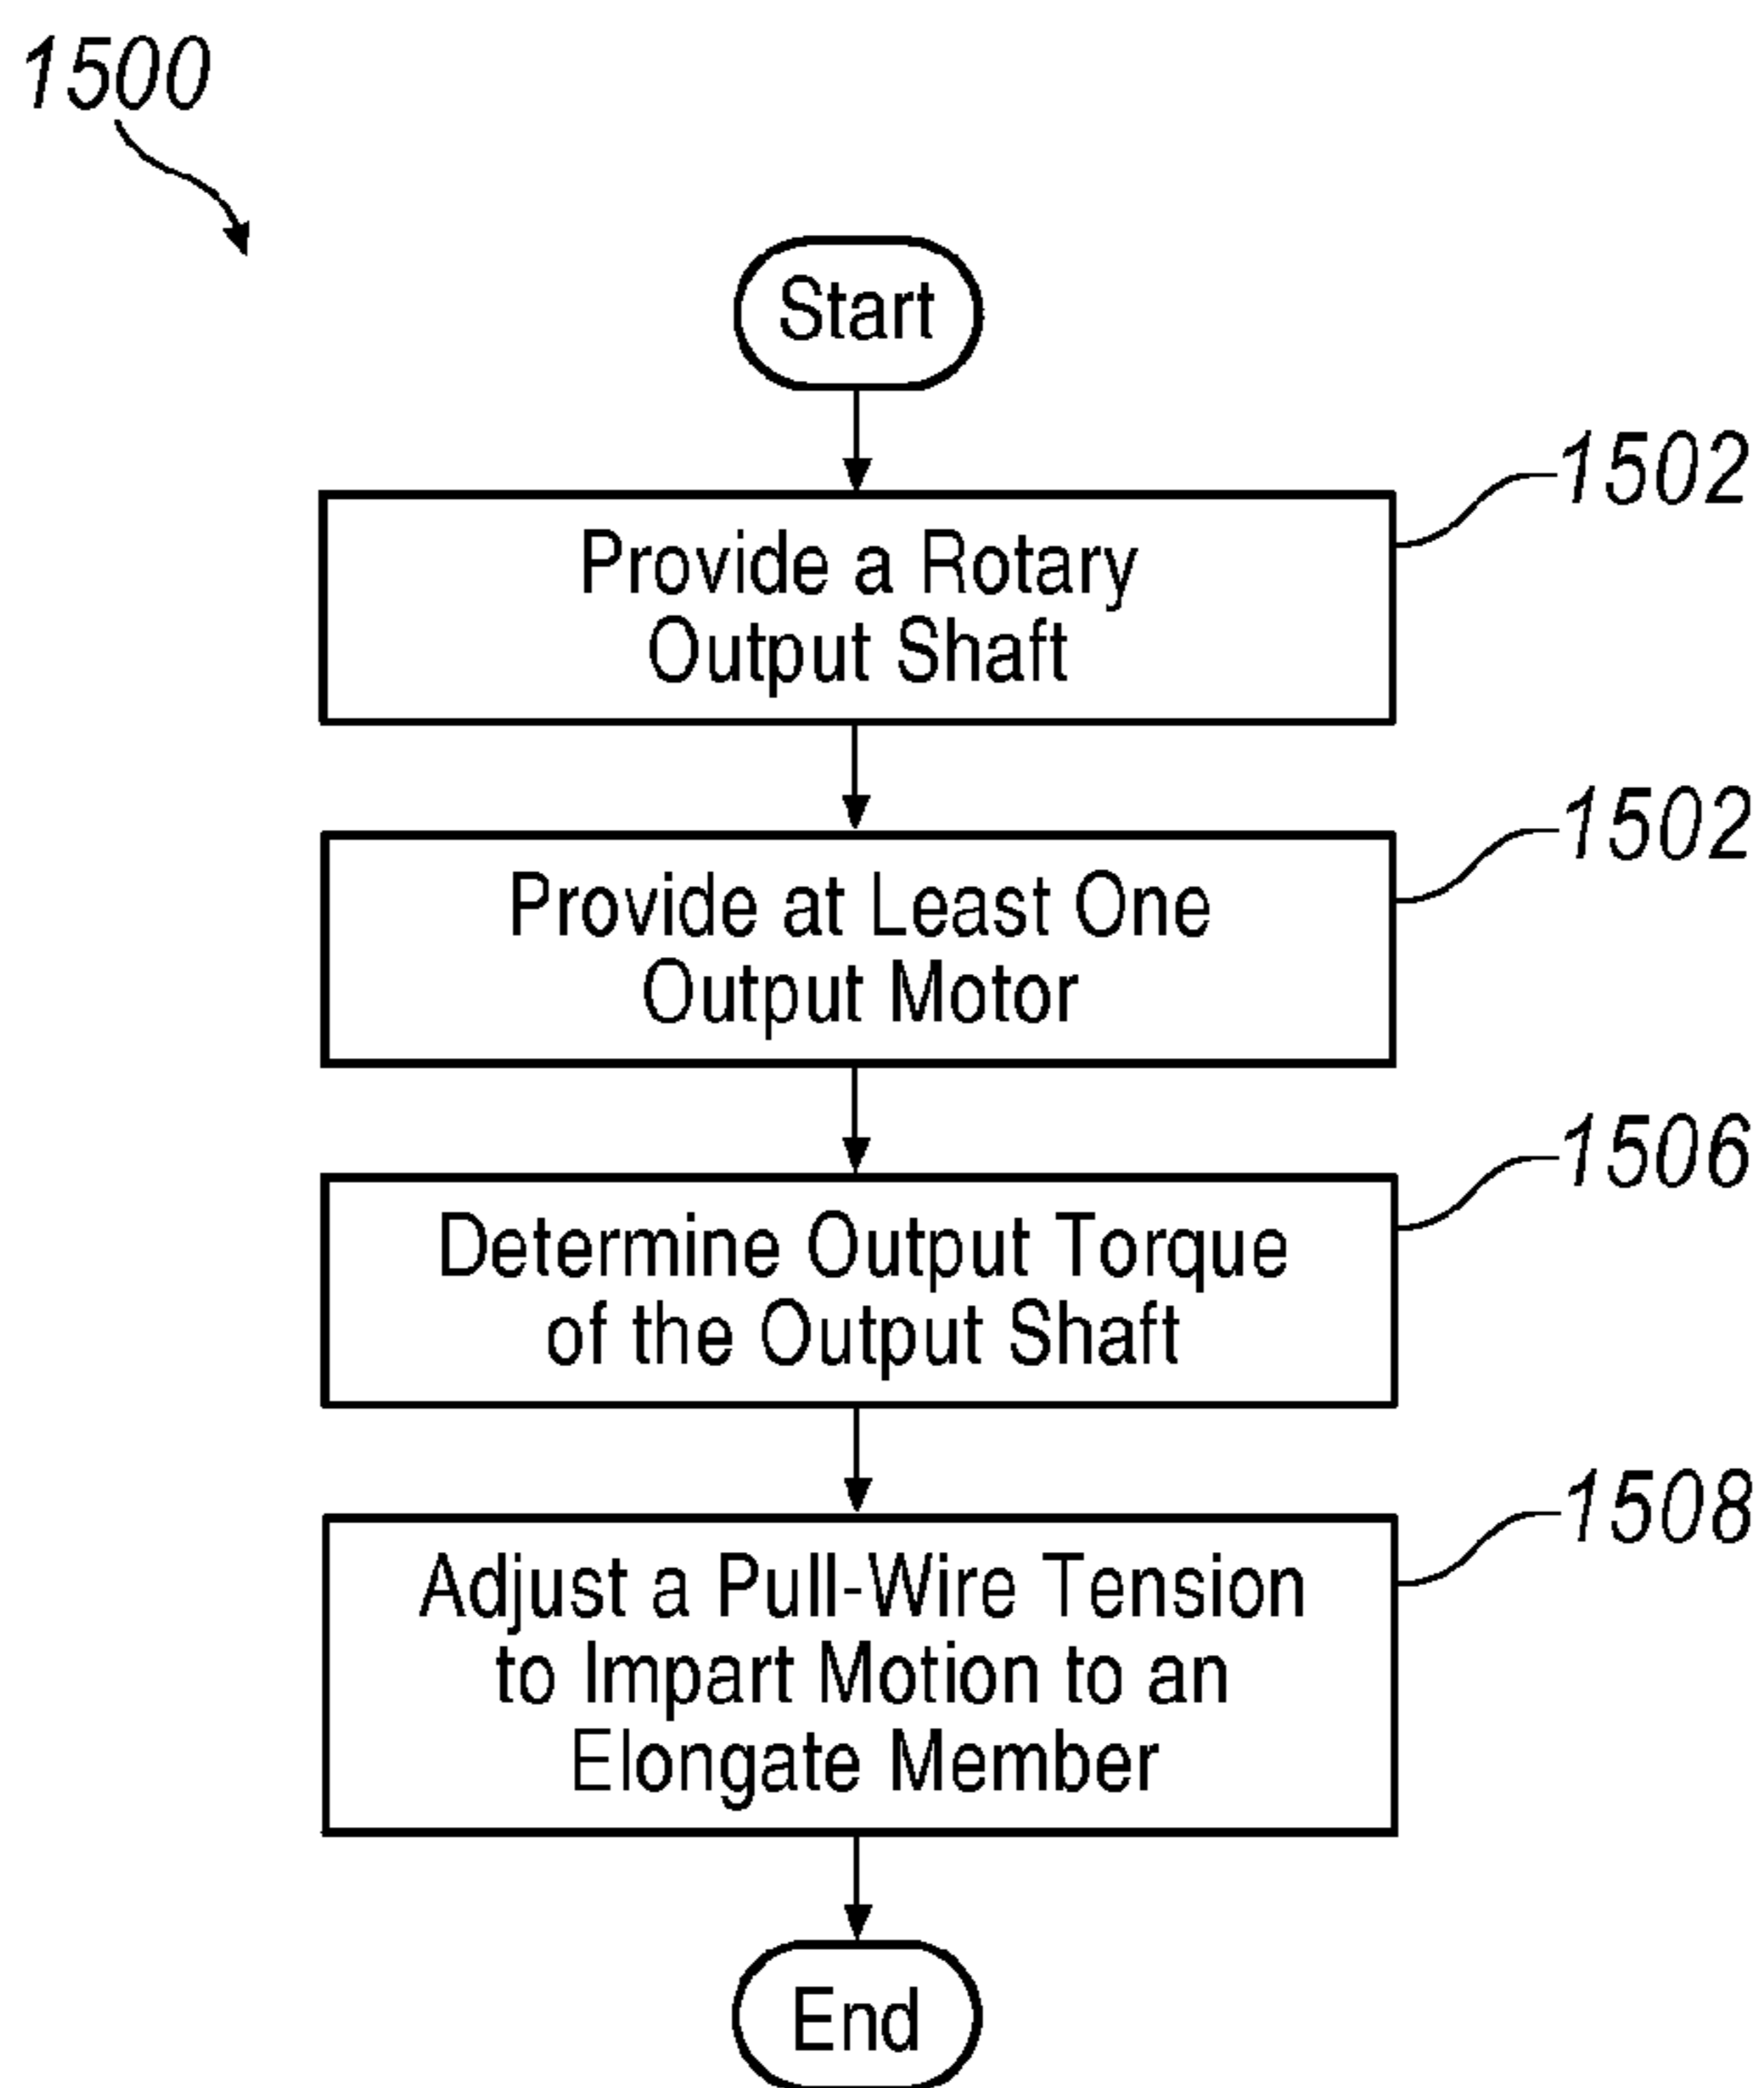 1500
Start
1502
Provide a Rotary
Output Shaft
1502
Provide at Least One
Output Motor
1506
Determine Output Torque
of the Output Shaft
1508
Adjust a Pull-Wire Tension
to Impart Motion to an
Elongate Member
End